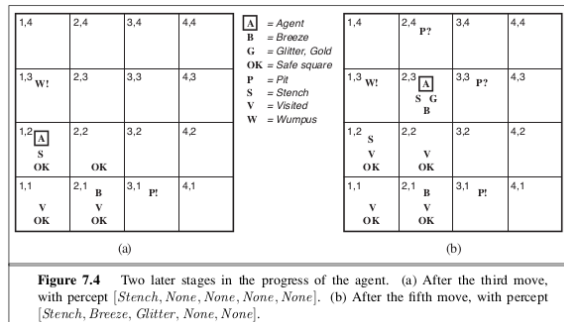 1,4 2,4 3,4 4,4
1,3 W! 2,3 3,3 4,3
1,2 A 2,2 3,2 4,2
S
OK OK
1,1 2,1 B 3,1 P! 4,1
V V
OK OK
(a)
A = Agent
B = Breeze
G = Glitter, Gold
OK = Safe square
P = Pit
S = Stench
V = Visited
W = Wumpus
1,4 2,4 P? 3,4 4,4
1,3 W! 2,3 A 3,3 P? 4,3
S G
B
1,2 S 2,2 3,2 4,2
V V
OK OK
1,1 2,1 B 3,1 P! 4,1
V V
OK OK
(b)
Figure 7.4 Two later stages in the progress of the agent. (a) After the third move,
with percept [Stench, None, None, None, None]. (b) After the fifth move, with percept
[Stench, Breeze, Glitter, None, None].